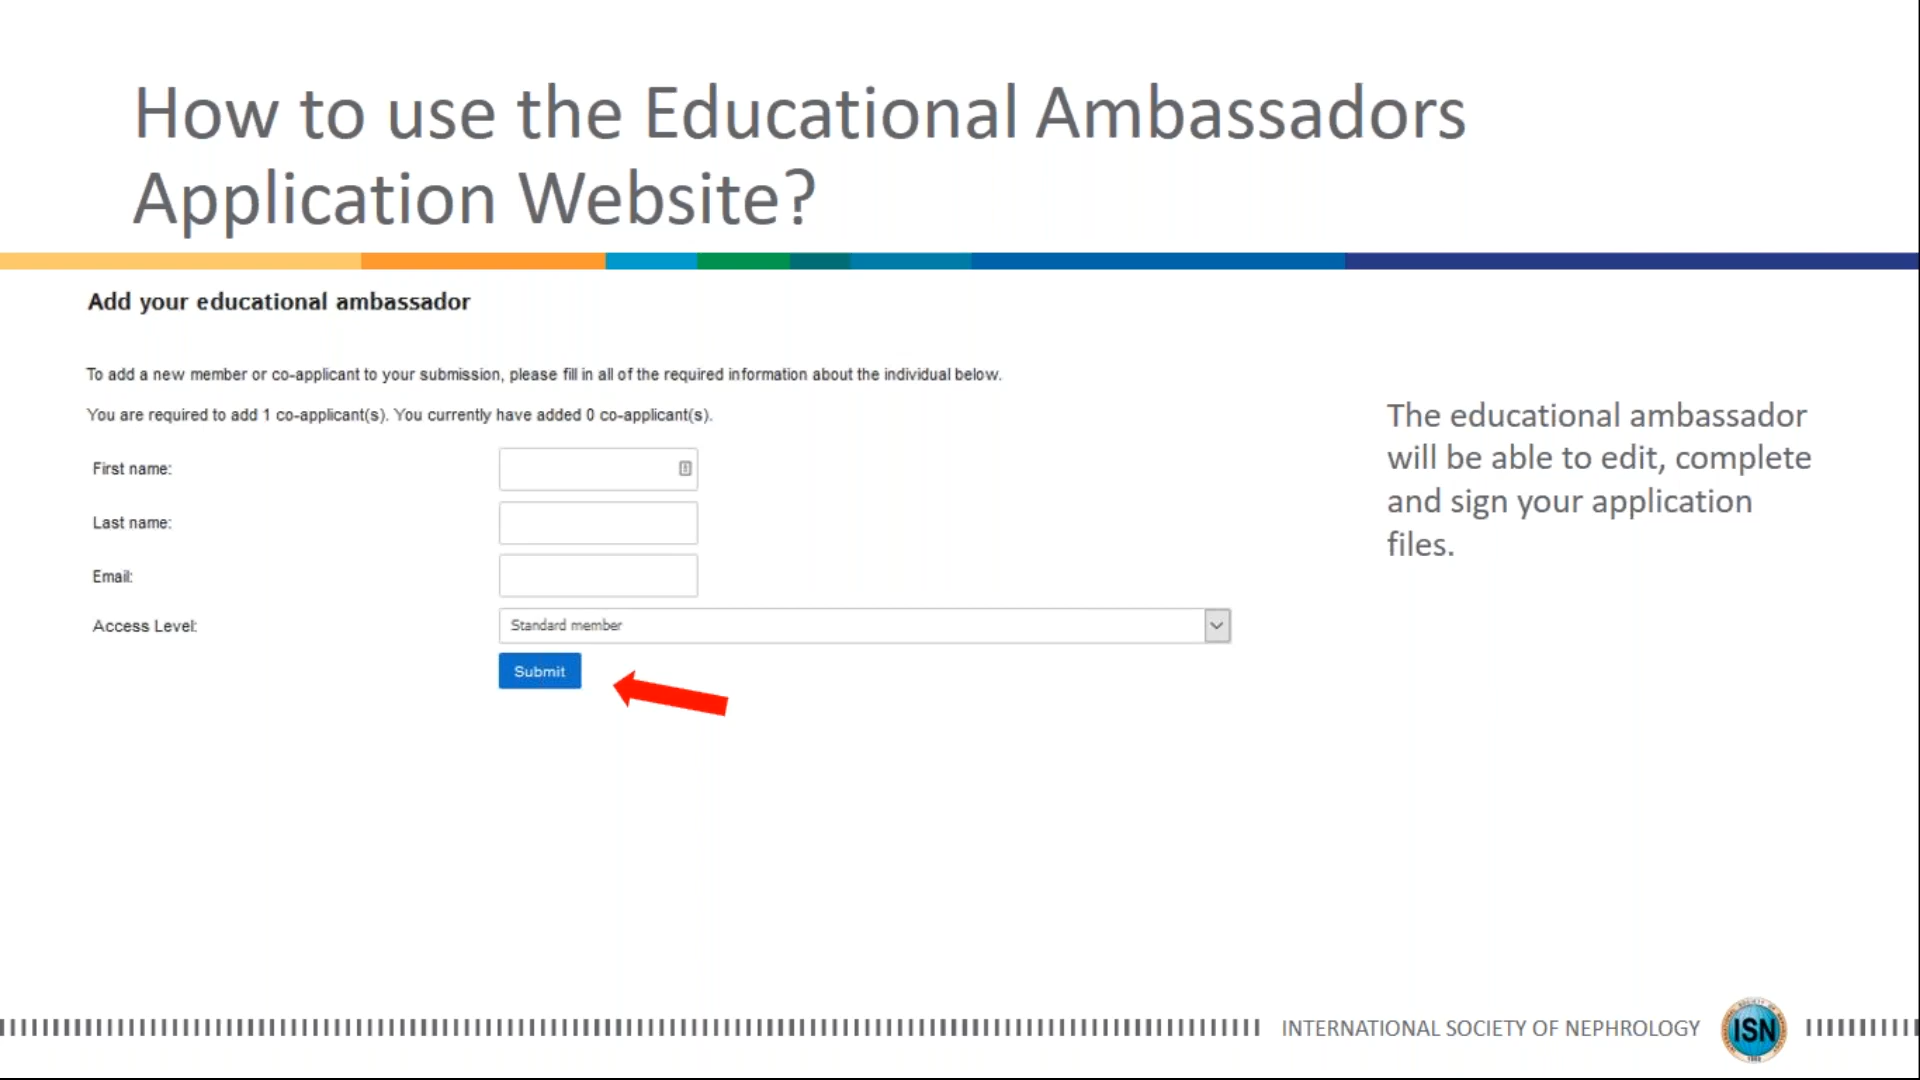 How to use the Educational Ambassadors
Application Website?
Add your educational ambassador
To add a new member or co-applicant to your submission, please fill in all of the required information about the individual below.
You are required to add 1 co-applicant(s). You currently have added 0 co-applicant(s).
First name:
Last name:
Email:
Access Level:
Standard member
Submit
The educational ambassador
will be able to edit, complete
and sign your application
files.
INTERNATIONAL SOCIETY OF NEPHROLOGY
ISN